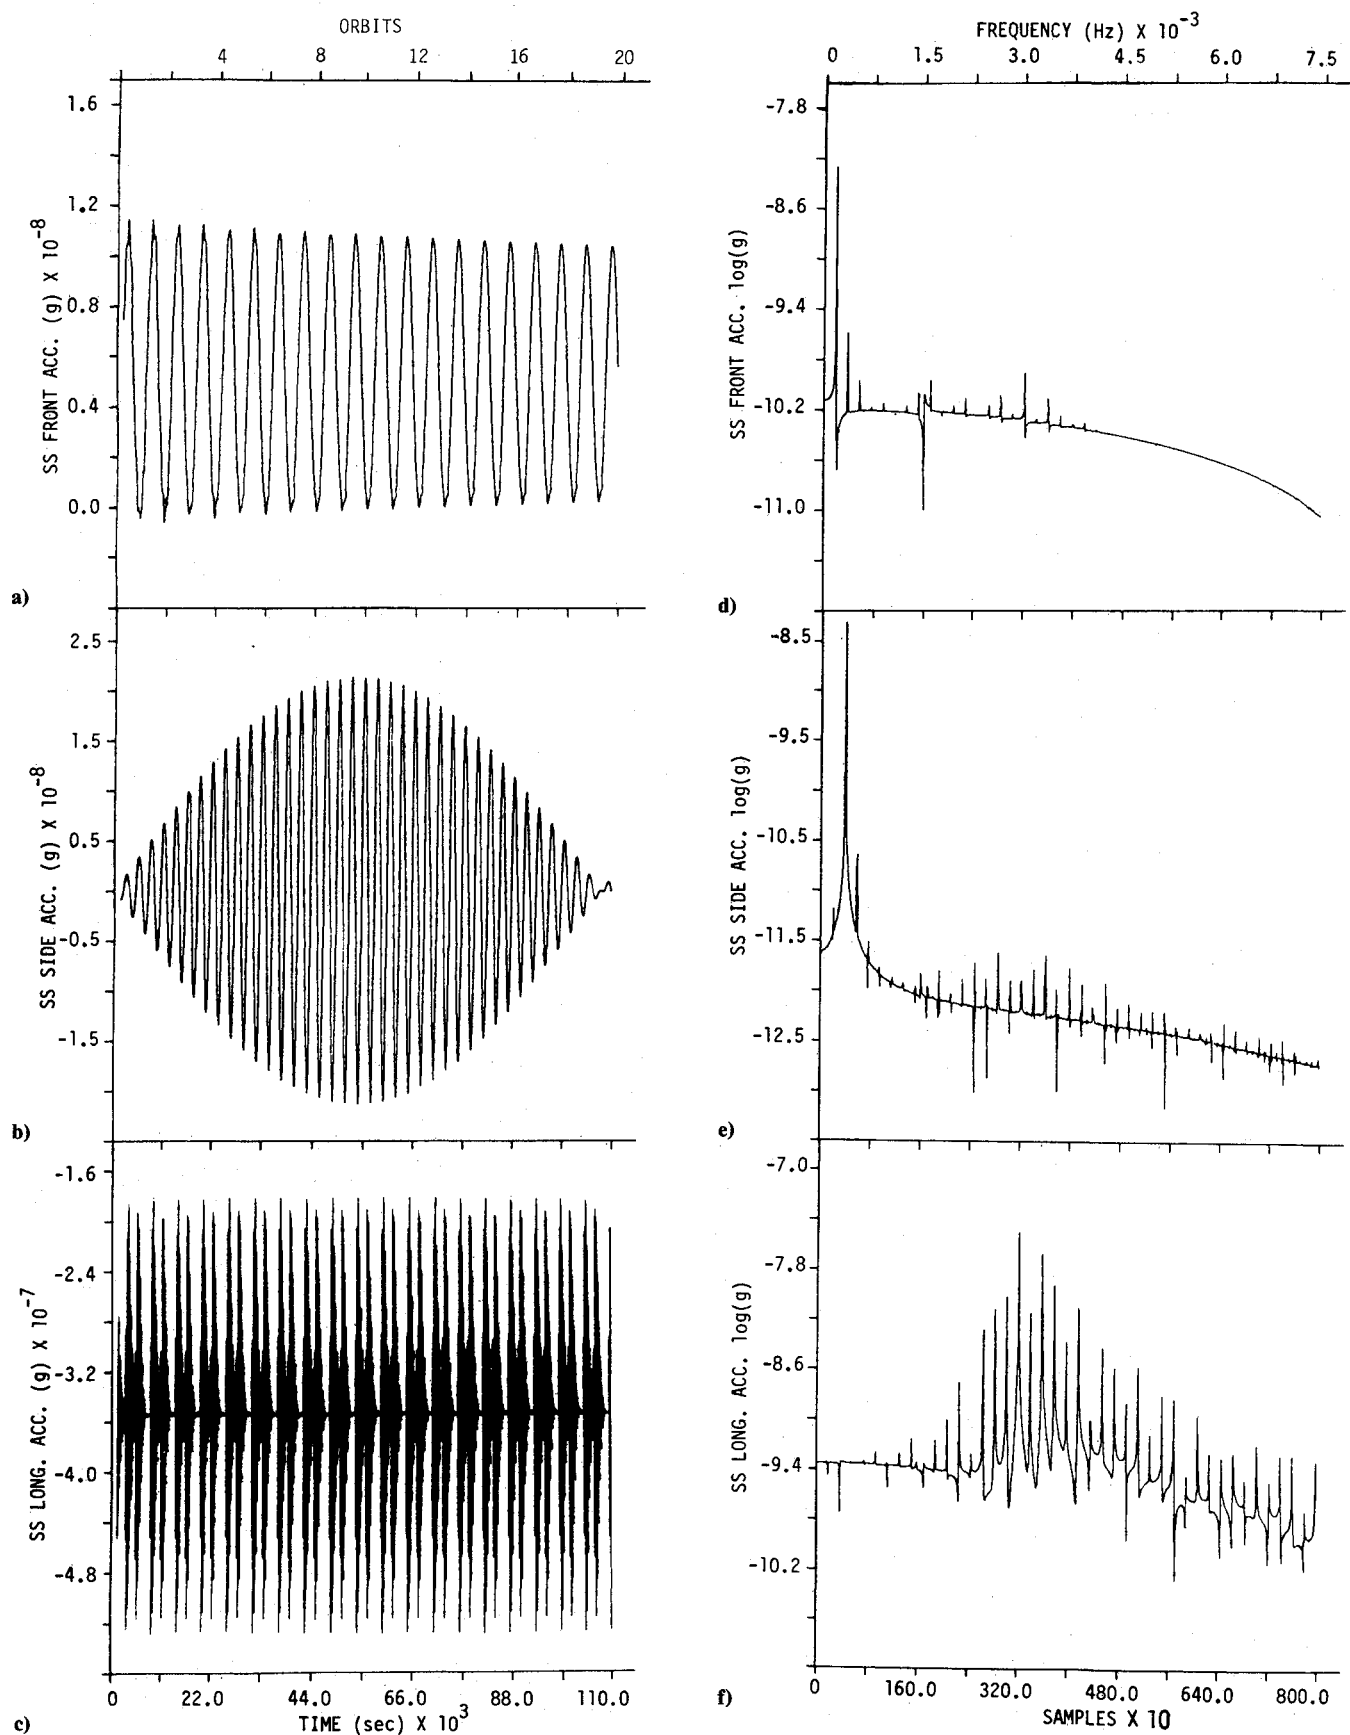 ORBITS
4 8 12 16 20
1.6
1.2
0.8
0.4
0.0
SS FRONT ACC. (g) X 10-8
a)
2.5
1.5
0.5
-0.5
-1.5
SS SIDE ACC. (g) X 10-8
b)
-1.6
-2.4
-3.2
-4.0
-4.8
SS LONG. ACC. (g) X 10-7
0 22.0 44.0 66.0 88.0 110.0
TIME (sec) X 10³
c)
FREQUENCY (Hz) X 10-3
0 1.5 3.0 4.5 6.0 7.5
-7.8
-8.6
-9.4
-10.2
-11.0
SS FRONT ACC. log(g)
d)
-8.5
-9.5
-10.5
-11.5
-12.5
SS SIDE ACC. log(g)
e)
-7.0
-7.8
-8.6
-9.4
-10.2
SS LONG. ACC. log(g)
f)
0 160.0 320.0 480.0 640.0 800.0
SAMPLES X 10